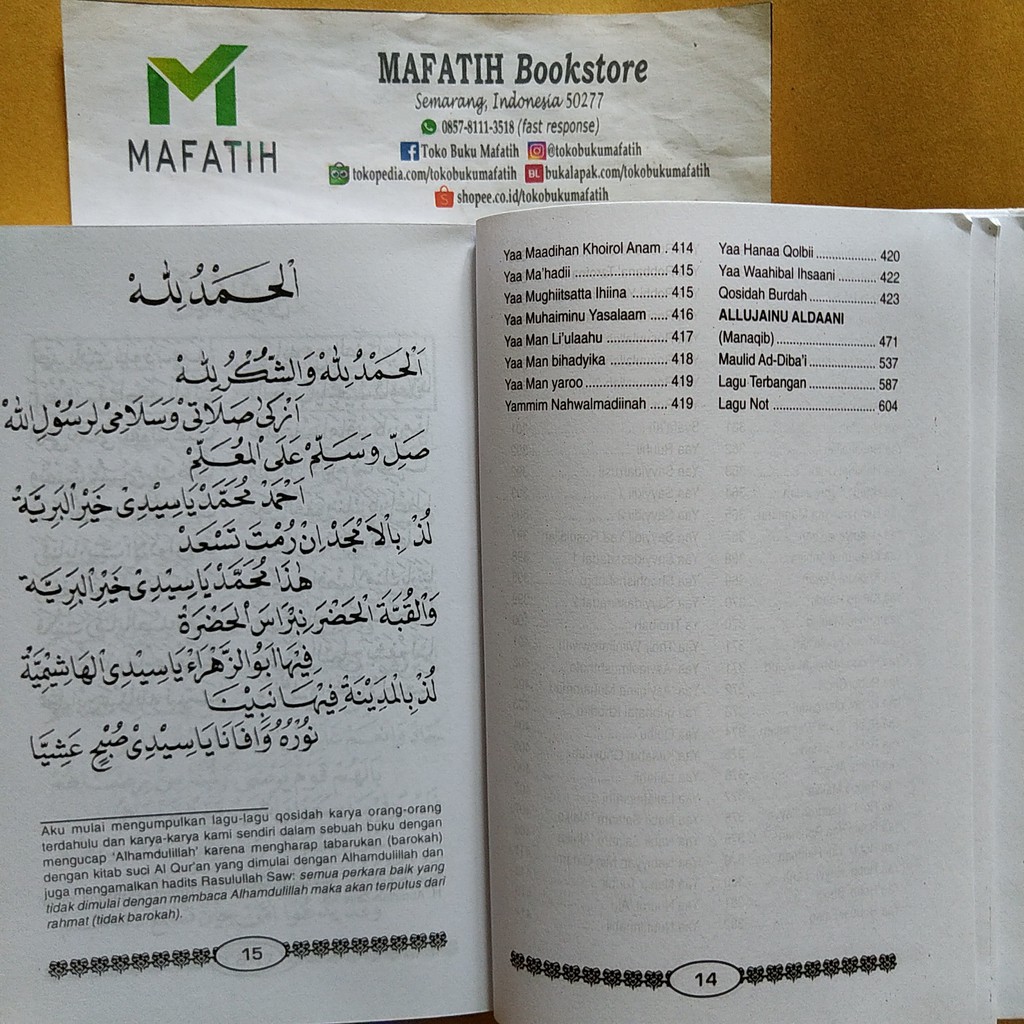 MAFATIH
MAFATIH Bookstore
Semarang, Indonesia 50277
0857-8111-3518 (fast response)
Toko Buku Mafatih @tokobukumafatih
tokopedia.com/tokobukumafatih BL bukalapak.com/tokobukumafatih
shopee.co.id/tokobukumafatih
اَلْحَمْدُ لِلّٰهْ
اَلْحَمْدُ لِلّٰهْ وَالشُّكْرُ لِلّٰهْ
اَزْكٰى صَلَاتِىْ وَسَلَامِىْ لِرَسُوْلِ اللّٰهْ
صَلِّ وَسَلِّمْ عَلَى الْمُعَلِّمْ
اَحْمَدْ مُحَمَّدْ يَاسِيْدِىْ خَيْرِ الْبَرِيَّةْ
لُذْ بِالْاَمْجَدْ اِنْ رُمْتَ تَسْعَدْ
هٰذَا مُحَمَّدْ يَاسِيْدِىْ خَيْرِ الْبَرِيَّةْ
وَالْقُبَّةَ الْحَضْرَ نِبْرَاسَ الْحَضْرَةْ
فِيْهَا اَبُو الزَّهْرَاءْ يَاسِيْدِى الْهَاشِمِيَّةْ
لُذْ بِالْمَدِيْنَةْ فِيْهَا نَبِيْنَا
نُوْرُهُ وَافَانَا يَاسِيْدِىْ صُبْحٍ عَشِيَّا
Aku mulai mengumpulkan lagu-lagu qosidah karya orang-orang
terdahulu dan karya-karya kami sendiri dalam sebuah buku dengan
mengucap 'Alhamdulillah' karena mengharap tabarukan (barokah)
dengan kitab suci Al Qur'an yang dimulai dengan Alhamdulillah dan
juga mengamalkan hadits Rasulullah Saw: semua perkara baik yang
tidak dimulai dengan membaca Alhamdulillah maka akan terputus dari
rahmat (tidak barokah).
15
Yaa Maadihan Khoirol Anam . 414
Yaa Ma'hadii ........................ 415
Yaa Mughiitsatta Ihiina ......... 415
Yaa Muhaiminu Yasalaam ..... 416
Yaa Man Li'ulaahu ................ 417
Yaa Man bihadyika ............... 418
Yaa Man yaroo ..................... 419
Yammim Nahwalmadiinah ..... 419
Yaa Hanaa Qolbii ................ 420
Yaa Waahibal Ihsaani .......... 422
Qosidah Burdah .................. 423
ALLUJAINU ALDAANI
(Manaqib) ........................... 471
Maulid Ad-Diba'i .................. 537
Lagu Terbangan .................. 587
Lagu Not ............................. 604
14